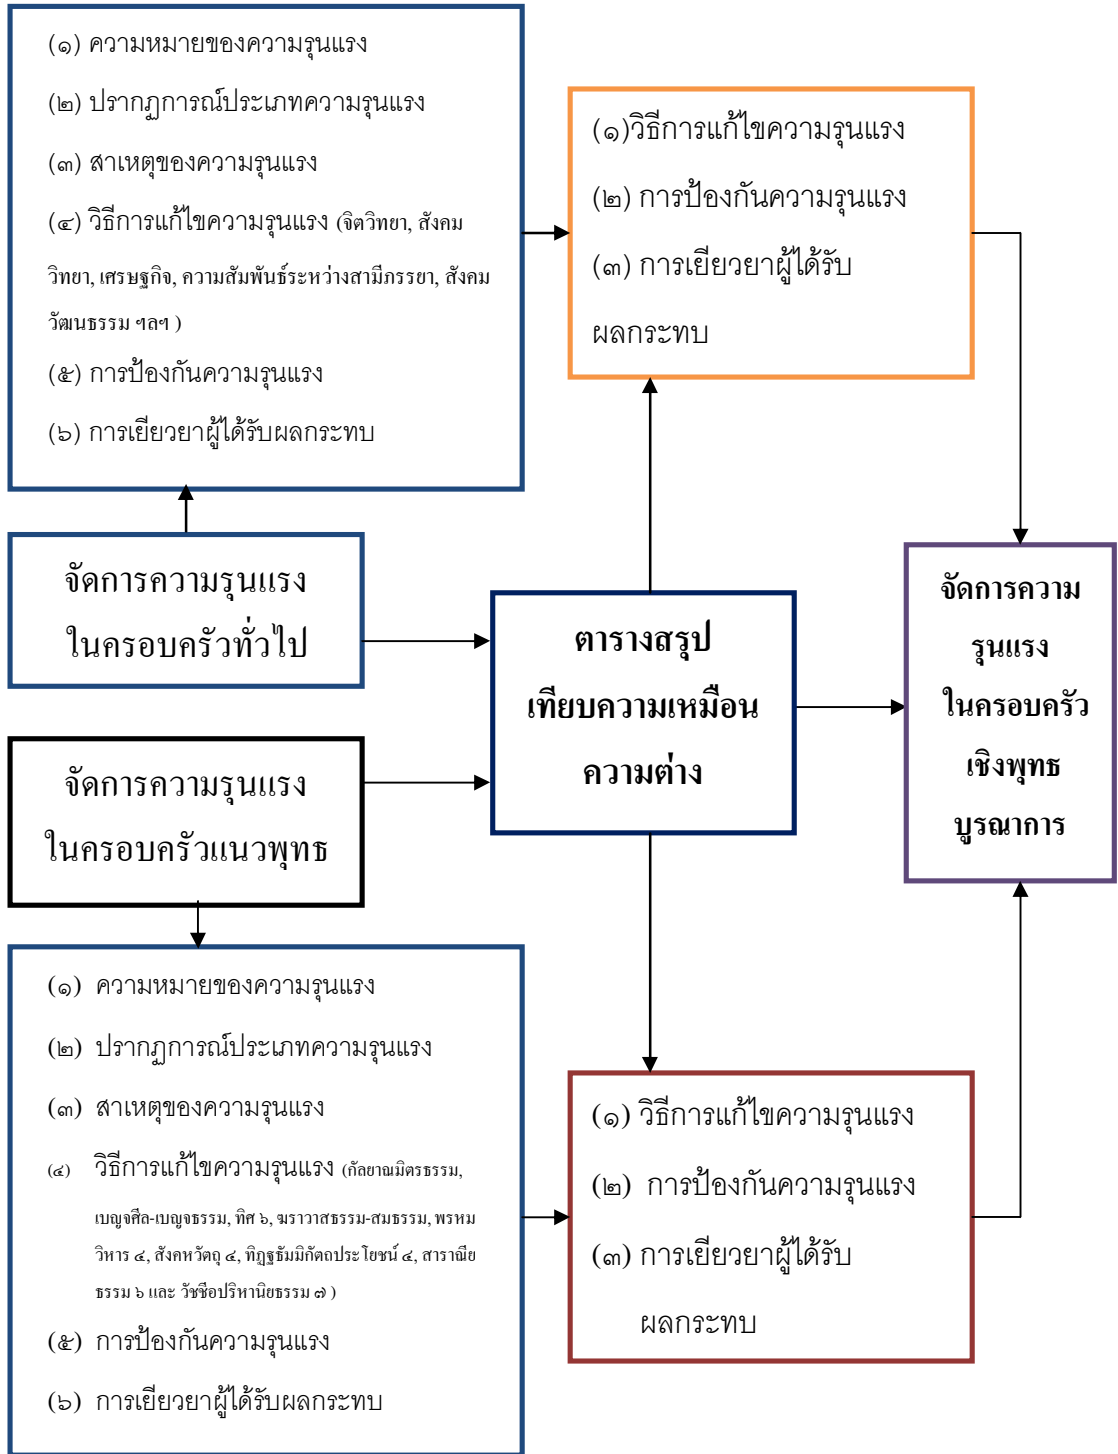 (๑) ความหมายของความรุนแรง
(๒) ปรากฏการณ์ประเภทความรุนแรง
(๓) สาเหตุของความรุนแรง
(๔) วิธีการแก้ไขความรุนแรง (จิตวิทยา, สังคม
วิทยา, เศรษฐกิจ, ความสัมพันธ์ระหว่างสามีภรรยา, สังคม
วัฒนธรรม ฯลฯ )
(๕) การป้องกันความรุนแรง
(๖) การเยียวยาผู้ได้รับผลกระทบ
(๑)วิธีการแก้ไขความรุนแรง
(๒) การป้องกันความรุนแรง
(๓) การเยียวยาผู้ได้รับ
ผลกระทบ
จัดการความรุนแรง
ในครอบครัวทั่วไป
ตารางสรุป
เทียบความเหมือน
ความต่าง
จัดการความ
รุนแรง
ในครอบครัว
เชิงพุทธ
บูรณาการ
จัดการความรุนแรง
ในครอบครัวแนวพุทธ
(๑) ความหมายของความรุนแรง
(๒) ปรากฏการณ์ประเภทความรุนแรง
(๓) สาเหตุของความรุนแรง
(๔) วิธีการแก้ไขความรุนแรง (กัลยาณมิตรธรรม,
เบญจศีล-เบญจธรรม, ทิศ ๖, ฆราวาสธรรม-สมธรรม, พรหม
วิหาร ๔, สังคหวัตถุ ๔, ทิฏฐธัมมิกัตถประโยชน์ ๔, สาราณีย
ธรรม ๖ และ วัชชีอปริหานิยธรรม ๗ )
(๕) การป้องกันความรุนแรง
(๖) การเยียวยาผู้ได้รับผลกระทบ
(๑) วิธีการแก้ไขความรุนแรง
(๒) การป้องกันความรุนแรง
(๓) การเยียวยาผู้ได้รับ
ผลกระทบ